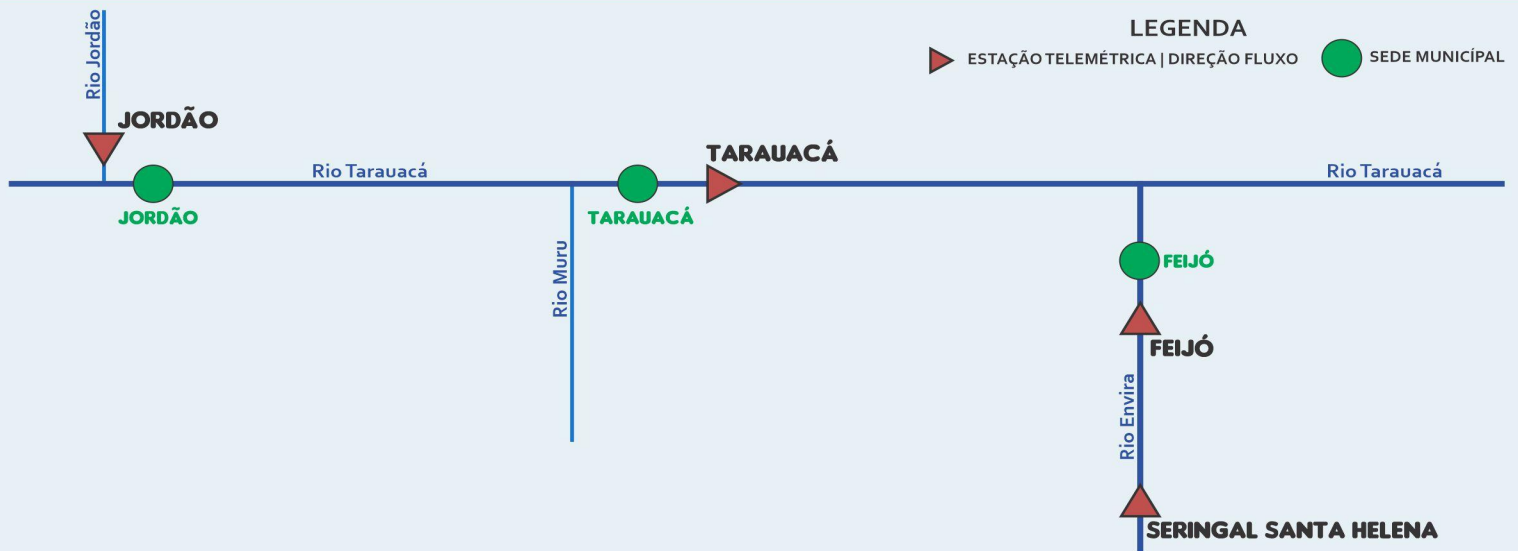 LEGENDA
ESTAÇÃO TELEMÉTRICA | DIREÇÃO FLUXO
SEDE MUNICÍPAL
Rio Jordão
JORDÃO
JORDÃO
Rio Tarauacá
Rio Muru
TARAUACÁ
TARAUACÁ
Rio Tarauacá
FEIJÓ
FEIJÓ
Rio Envira
SERINGAL SANTA HELENA